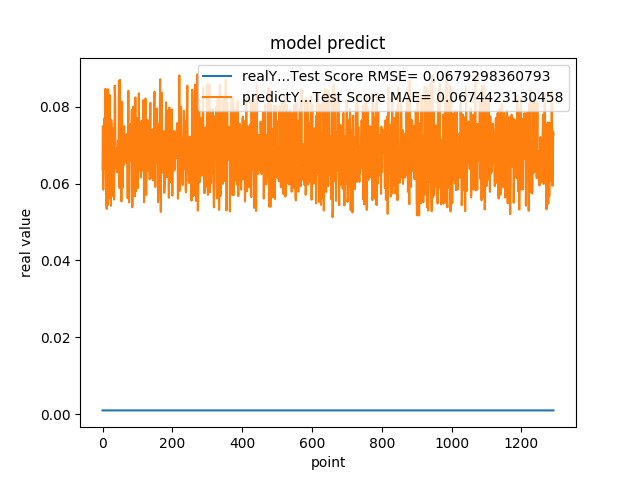 model predict
realY...Test Score RMSE= 0.0679298360793
predictY...Test Score MAE= 0.0674423130458
0.08
0.06
0.04
0.02
0.00
real value
0 200 400 600 800 1000 1200
point